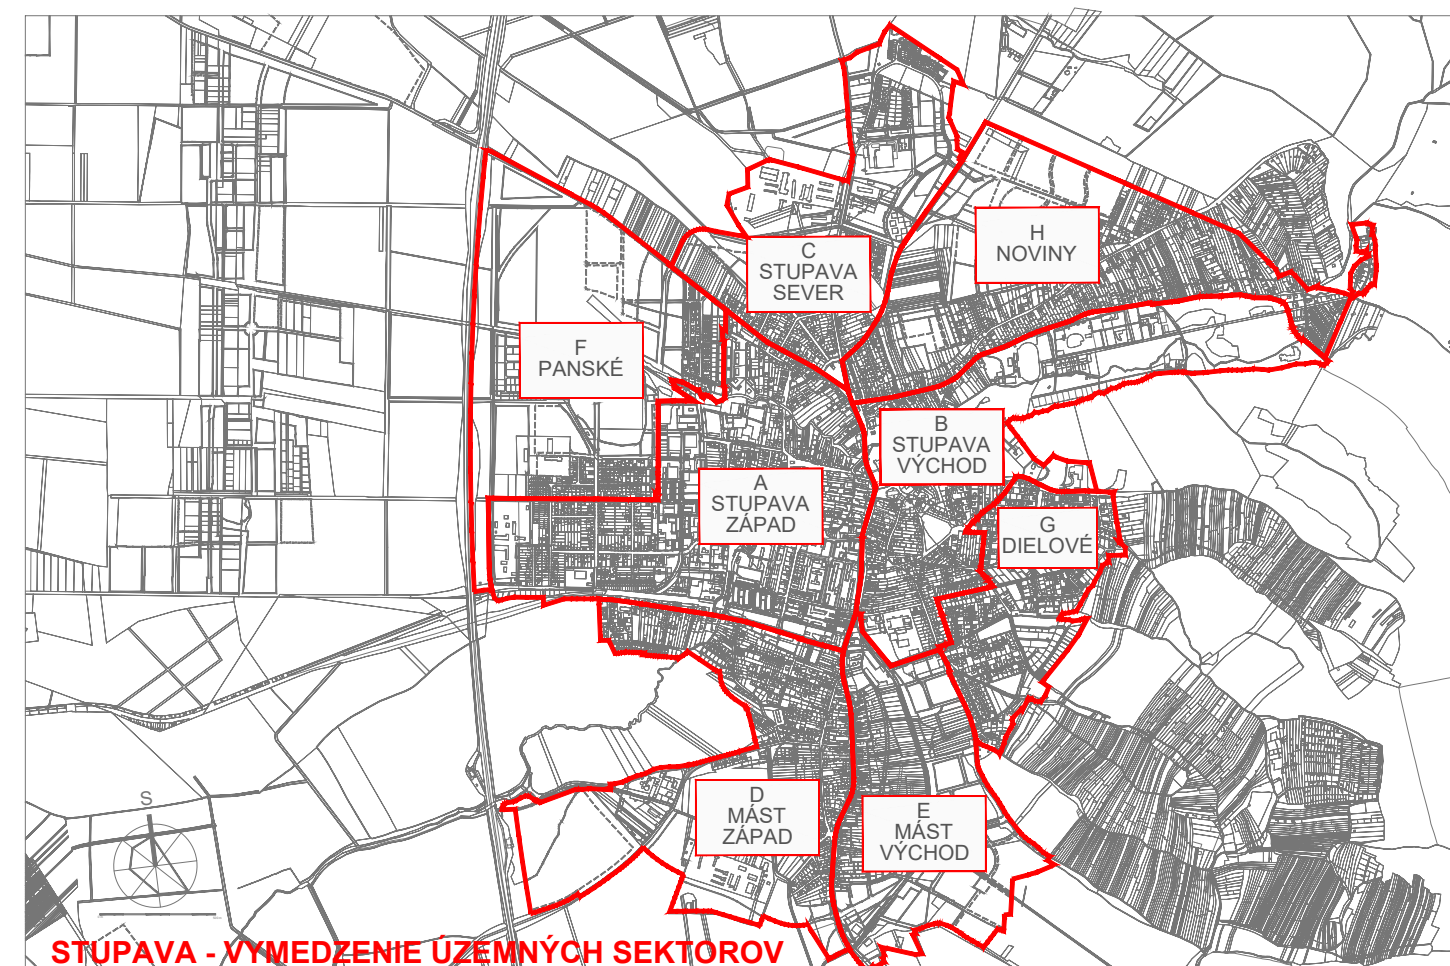 H
NOVINY
C
STUPAVA
SEVER
F
PANSKÉ
B
STUPAVA
VÝCHOD
A
STUPAVA
ZÁPAD
G
DIELOVÉ
D
MÁST
ZÁPAD
E
MÁST
VÝCHOD
S
STUPAVA - VYMEDZENIE ÚZEMNÝCH SEKTOROV